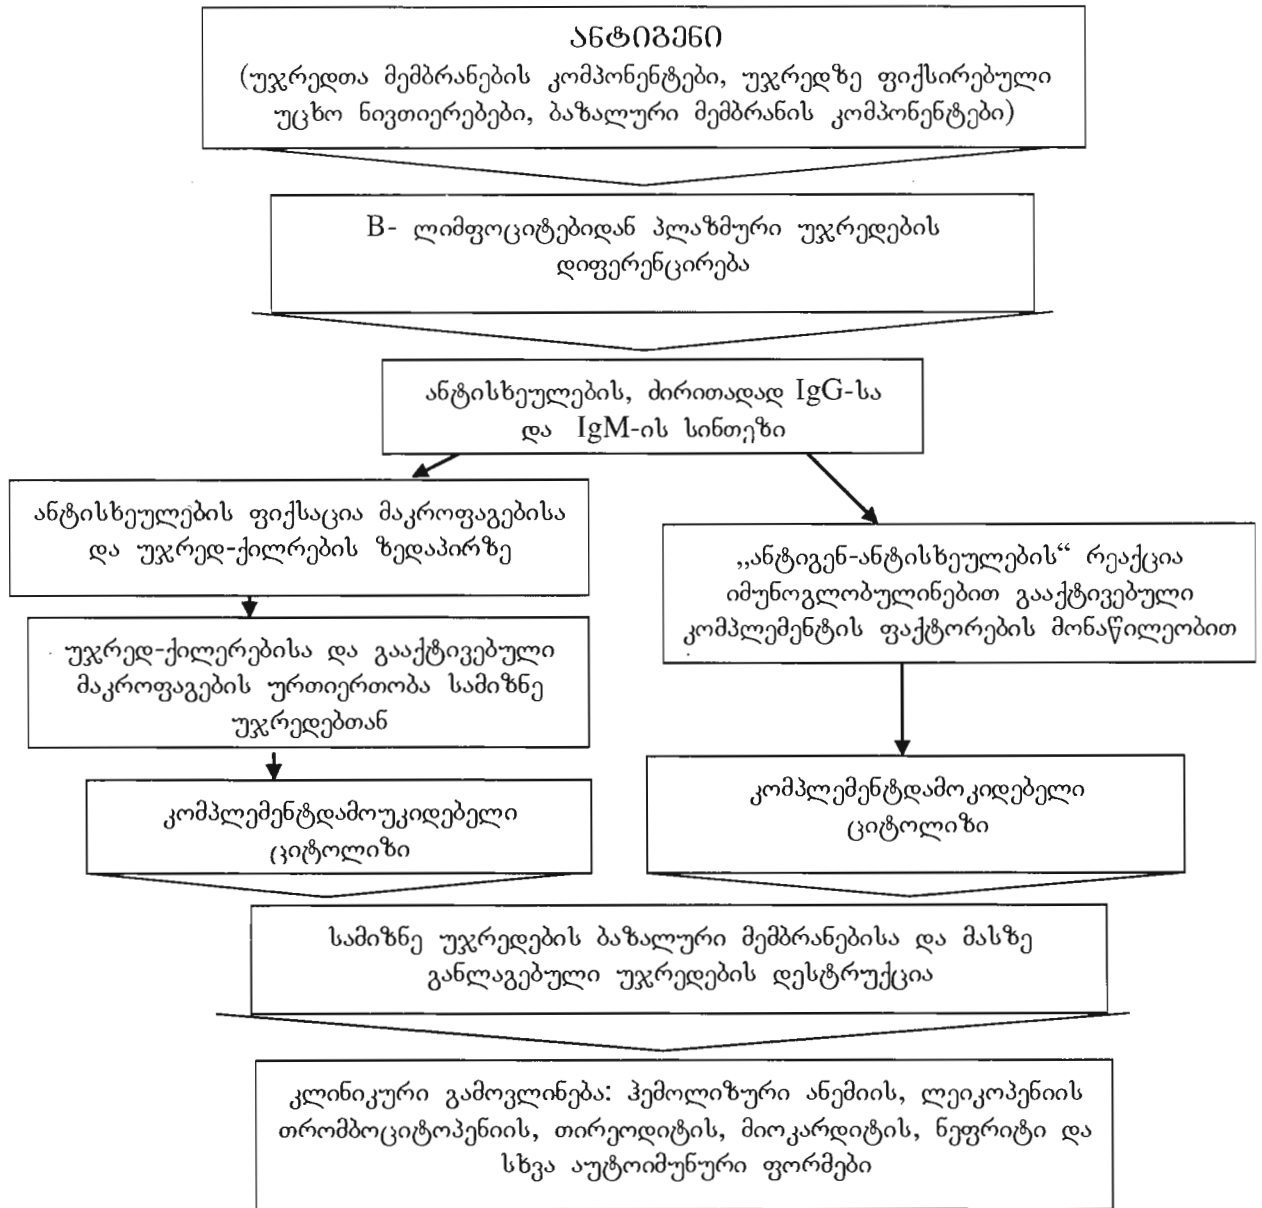 ᲐᲜᲢᲘᲒᲔᲜᲘ
(უჯრედთა მემბრანების კომპონენტები, უჯრედზე ფიქსირებული
უცხო ნივთიერებები, ბაზალური მემბრანის კომპონენტები)
B- ლიმფოციტებიდან პლაზმური უჯრედების
დიფერენცირება
ანტისხეულების, ძირითადად IgG-სა
და IgM-ის სინთეზი
ანტისხეულების ფიქსაცია მაკროფაგებისა
და უჯრედ-ქილრების ზედაპირზე
უჯრედ-ქილერებისა და გააქტივებული
მაკროფაგების ურთიერთობა სამიზნე
უჯრედებთან
კომპლემენტდამოუკიდებელი
ციტოლიზი
„ანტიგენ-ანტისხეულების“ რეაქცია
იმუნოგლობულინებით გააქტივებული
კომპლემენტის ფაქტორების მონაწილეობით
კომპლემენტდამოკიდებელი
ციტოლიზი
სამიზნე უჯრედების ბაზალური მემბრანებისა და მასზე
განლაგებული უჯრედების დესტრუქცია
კლინიკური გამოვლინება: ჰემოლიზური ანემიის, ლეიკოპენიის
თრომბოციტოპენიის, თირეოდიტის, მიოკარდიტის, ნეფრიტი და
სხვა აუტოიმუნური ფორმები